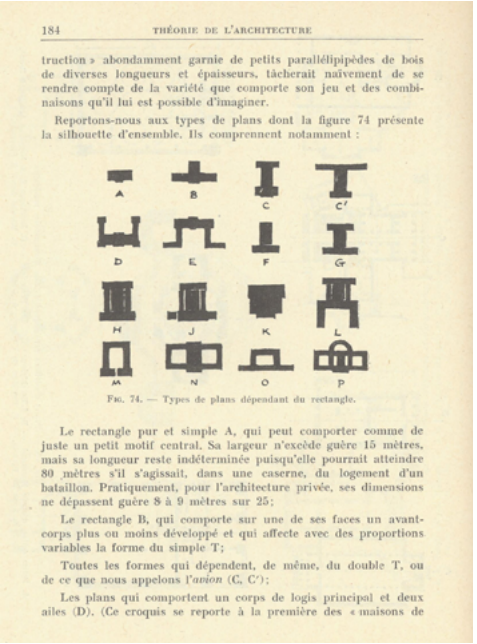 184
THÉORIE DE L'ARCHITECTURE
truction » abondamment garnie de petits parallélipipèdes de bois
de diverses longueurs et épaisseurs, tâcherait naïvement de se
rendre compte de la variété que comporte son jeu et des combi-
naisons qu'il lui est possible d'imaginer.
Reportons-nous aux types de plans dont la figure 74 présente
la silhouette d'ensemble. Ils comprennent notamment :
A B C C'
D E F G
H J K L
M N O P
FIG. 74. — Types de plans dépendant du rectangle.
Le rectangle pur et simple A, qui peut comporter comme de
juste un petit motif central. Sa largeur n'excède guère 15 mètres,
mais sa longueur reste indéterminée puisqu'elle pourrait atteindre
80 mètres s'il s'agissait, dans une caserne, du logement d'un
bataillon. Pratiquement, pour l'architecture privée, ses dimensions
ne dépassent guère 8 à 9 mètres sur 25;
Le rectangle B, qui comporte sur une de ses faces un avant-
corps plus ou moins développé et qui affecte avec des proportions
variables la forme du simple T;
Toutes les formes qui dépendent, de même, du double T, ou
de ce que nous appelons l'avion (C, C');
Les plans qui comportent un corps de logis principal et deux
ailes (D). (Ce croquis se reporte à la première des « maisons de